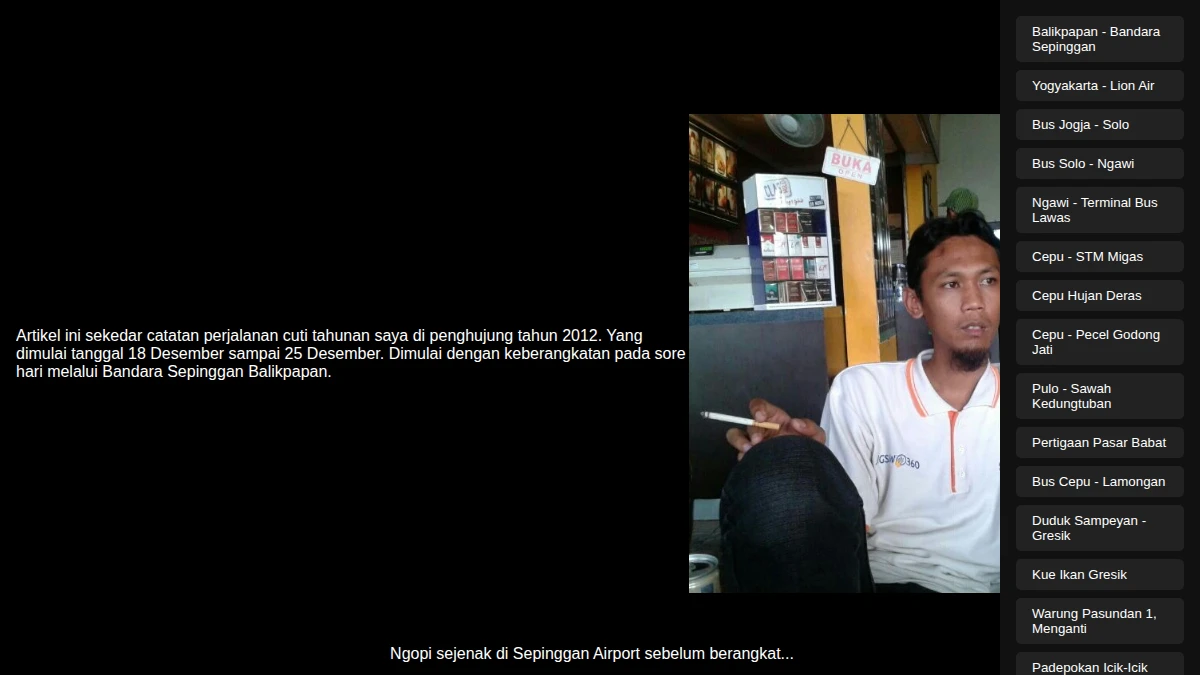 Artikel ini sekedar catatan perjalanan cuti tahunan saya di penghujung tahun 2012. Yang
dimulai tanggal 18 Desember sampai 25 Desember. Dimulai dengan keberangkatan pada sore
hari melalui Bandara Sepinggan Balikpapan.
BUKA
OPEN
360
Ngopi sejenak di Sepinggan Airport sebelum berangkat...
Balikpapan - Bandara
Sepinggan
Yogyakarta - Lion Air
Bus Jogja - Solo
Bus Solo - Ngawi
Ngawi - Terminal Bus
Lawas
Cepu - STM Migas
Cepu Hujan Deras
Cepu - Pecel Godong
Jati
Pulo - Sawah
Kedungtuban
Pertigaan Pasar Babat
Bus Cepu - Lamongan
Duduk Sampeyan -
Gresik
Kue Ikan Gresik
Warung Pasundan 1,
Menganti
Padepokan Icik-Icik